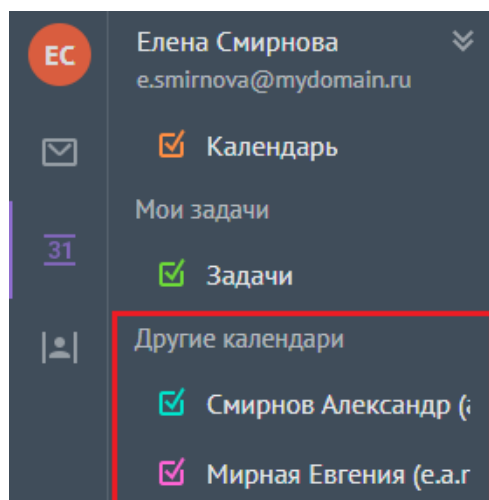 ЕС
Елена Смирнова
e.smirnova@mydomain.ru
Календарь
Мои задачи
31
Задачи
Другие календари
Смирнов Александр
Мирная Евгения (e.a.